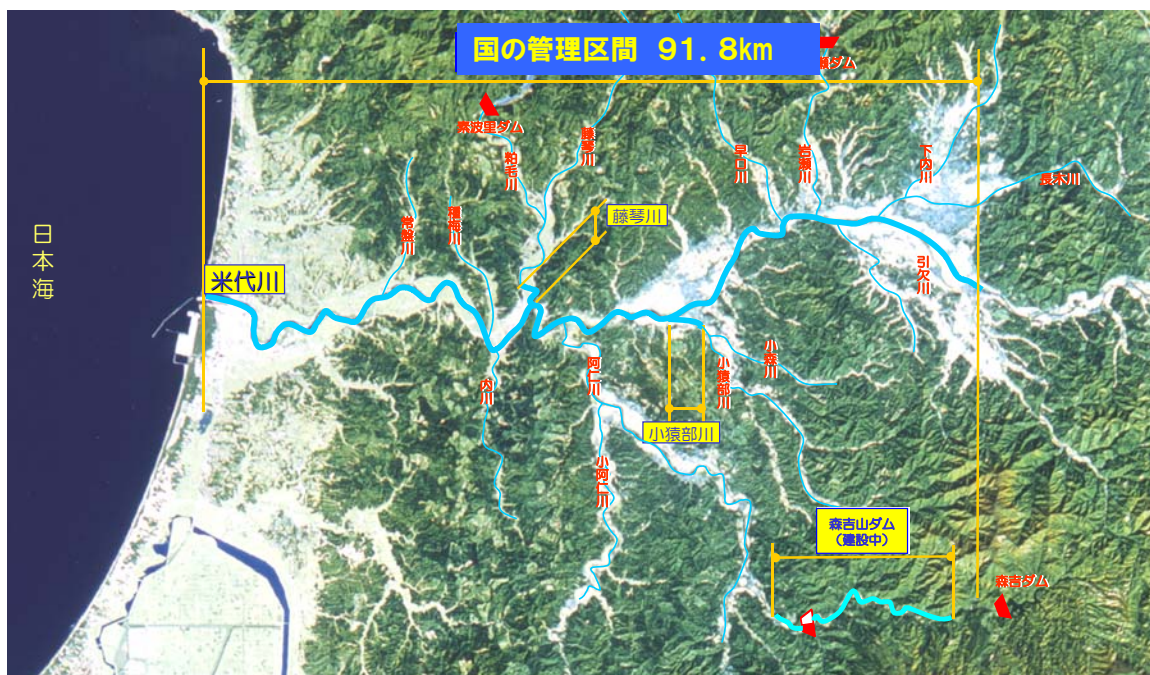 国の管理区間 91.8km
瀬ダム
素波里ダム
藤琴川
粕毛川
早口川
岩瀬川
下内川
長木川
常盤川
種梅川
藤琴川
日本海
米代川
引欠川
内川
阿仁川
小猿部川
小森川
小猿部川
小阿仁川
森吉山ダム
（建設中）
森吉ダム